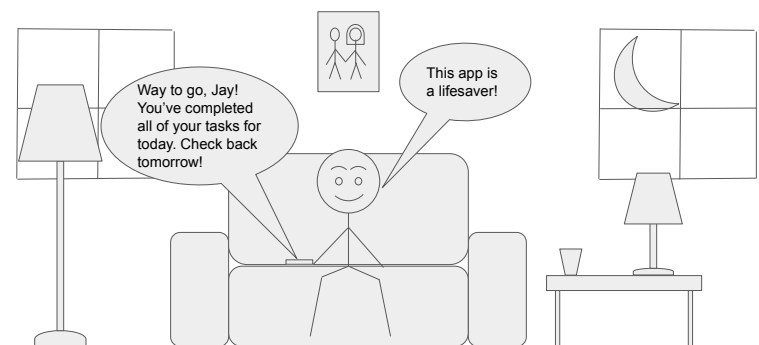 Way to go, Jay!
You've completed
all of your tasks for
today. Check back
tomorrow!
This app is
a lifesaver!